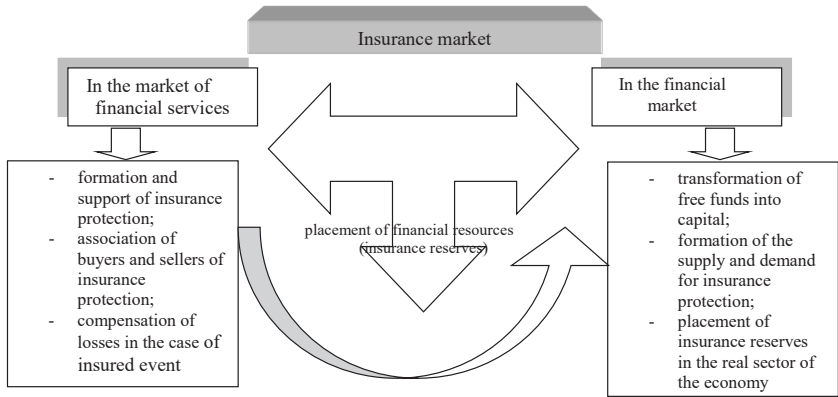 Insurance market
In the market of
financial services
In the financial
market
- formation and
support of insurance
protection;
- association of
buyers and sellers of
insurance
protection;
- compensation of
losses in the case of
insured event
placement of financial resources
(insurance reserves)
- transformation of
free funds into
capital;
- formation of the
supply and demand
for insurance
protection;
- placement of
insurance reserves
in the real sector of
the economy